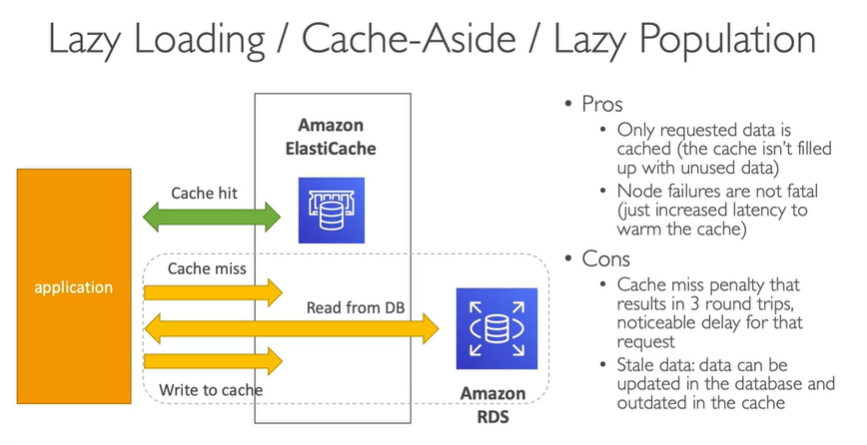 Lazy Loading / Cache-Aside / Lazy Population
Amazon
ElastiCache
Cache hit
application
Cache miss
Read from DB
Write to cache
Amazon
RDS
• Pros
• Only requested data is
cached (the cache isn't filled
up with unused data)
• Node failures are not fatal
(just increased latency to
warm the cache)
• Cons
• Cache miss penalty that
results in 3 round trips,
noticeable delay for that
request
• Stale data: data can be
updated in the database and
outdated in the cache